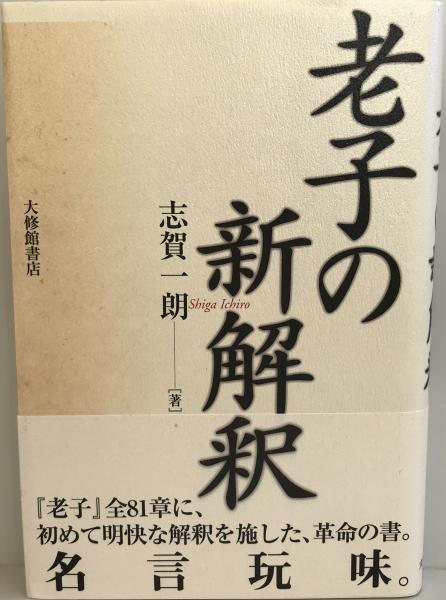 老子の
新解釈
志賀一朗
Shiga Ichiro
[著]
大修館書店
『老子』全81章に、
初めて明快な解釈を施した、革命の書。
名言玩味。